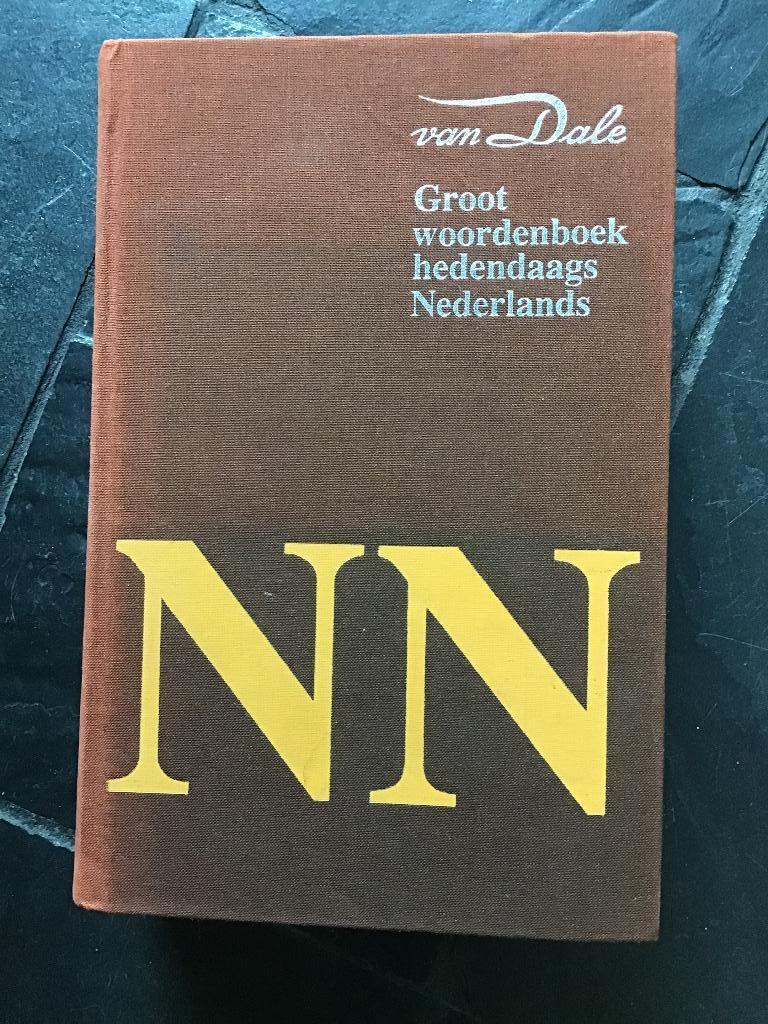 van Dale
Groot
woordenboek
hedendaags
Nederlands
NN